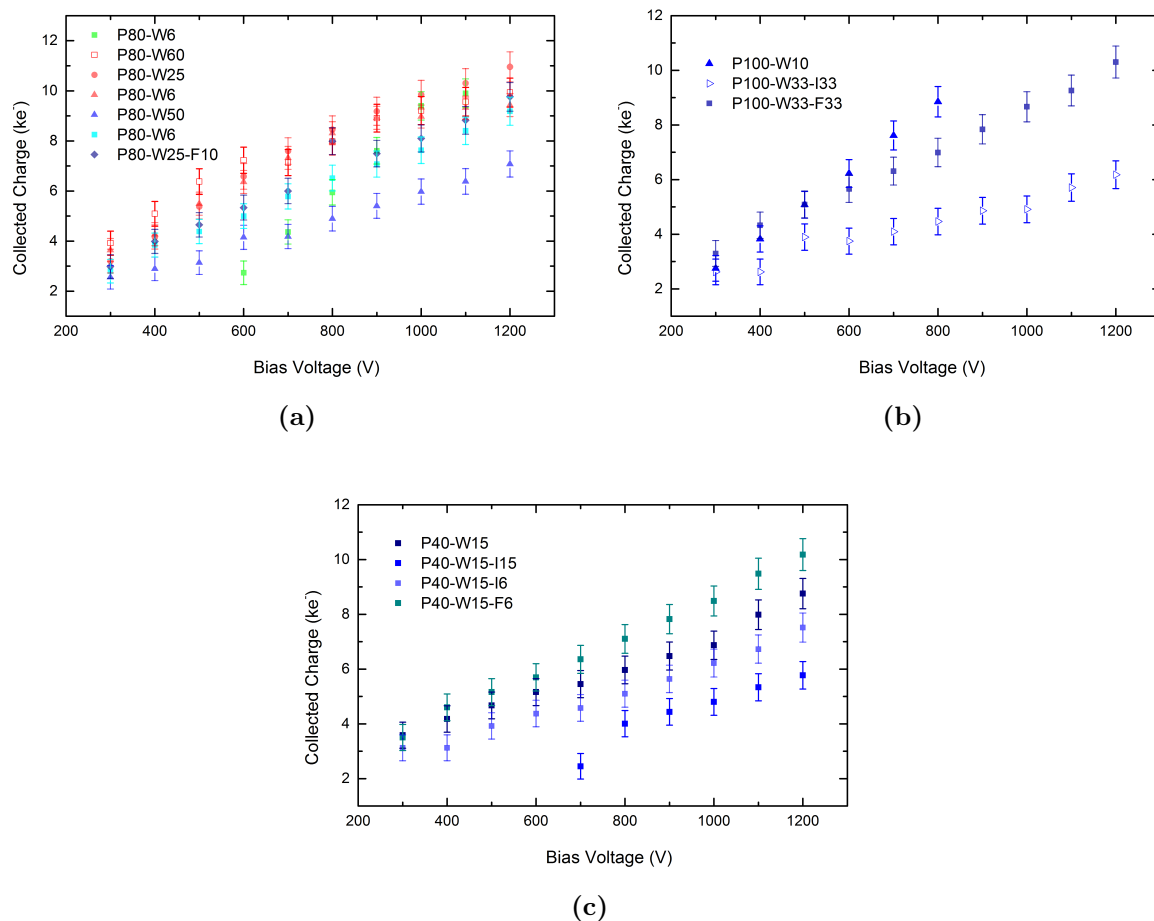 12
10
8
6
4
2
200
400
600
800
1000
1200
Collected Charge (ke⁻)
Bias Voltage (V)
P80-W6
P80-W60
P80-W25
P80-W6
P80-W50
P80-W6
P80-W25-F10
(a)
12
10
8
6
4
2
200
400
600
800
1000
1200
Collected Charge (ke⁻)
Bias Voltage (V)
P100-W10
P100-W33-I33
P100-W33-F33
(b)
12
10
8
6
4
2
200
400
600
800
1000
1200
Collected Charge (ke⁻)
Bias Voltage (V)
P40-W15
P40-W15-I15
P40-W15-I6
P40-W15-F6
(c)